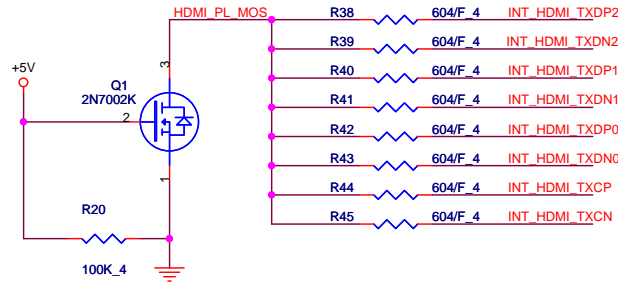 HDMI_PL_MOS
R38 604/F_4 INT_HDMI_TXDP2
R39 604/F_4 INT_HDMI_TXDN2
+5V
3
Q1
2N7002K
R40 604/F_4 INT_HDMI_TXDP1
R41 604/F_4 INT_HDMI_TXDN1
2
R42 604/F_4 INT_HDMI_TXDP0
R43 604/F_4 INT_HDMI_TXDN0
1
R44 604/F_4 INT_HDMI_TXCP
R20
R45 604/F_4 INT_HDMI_TXCN
100K_4